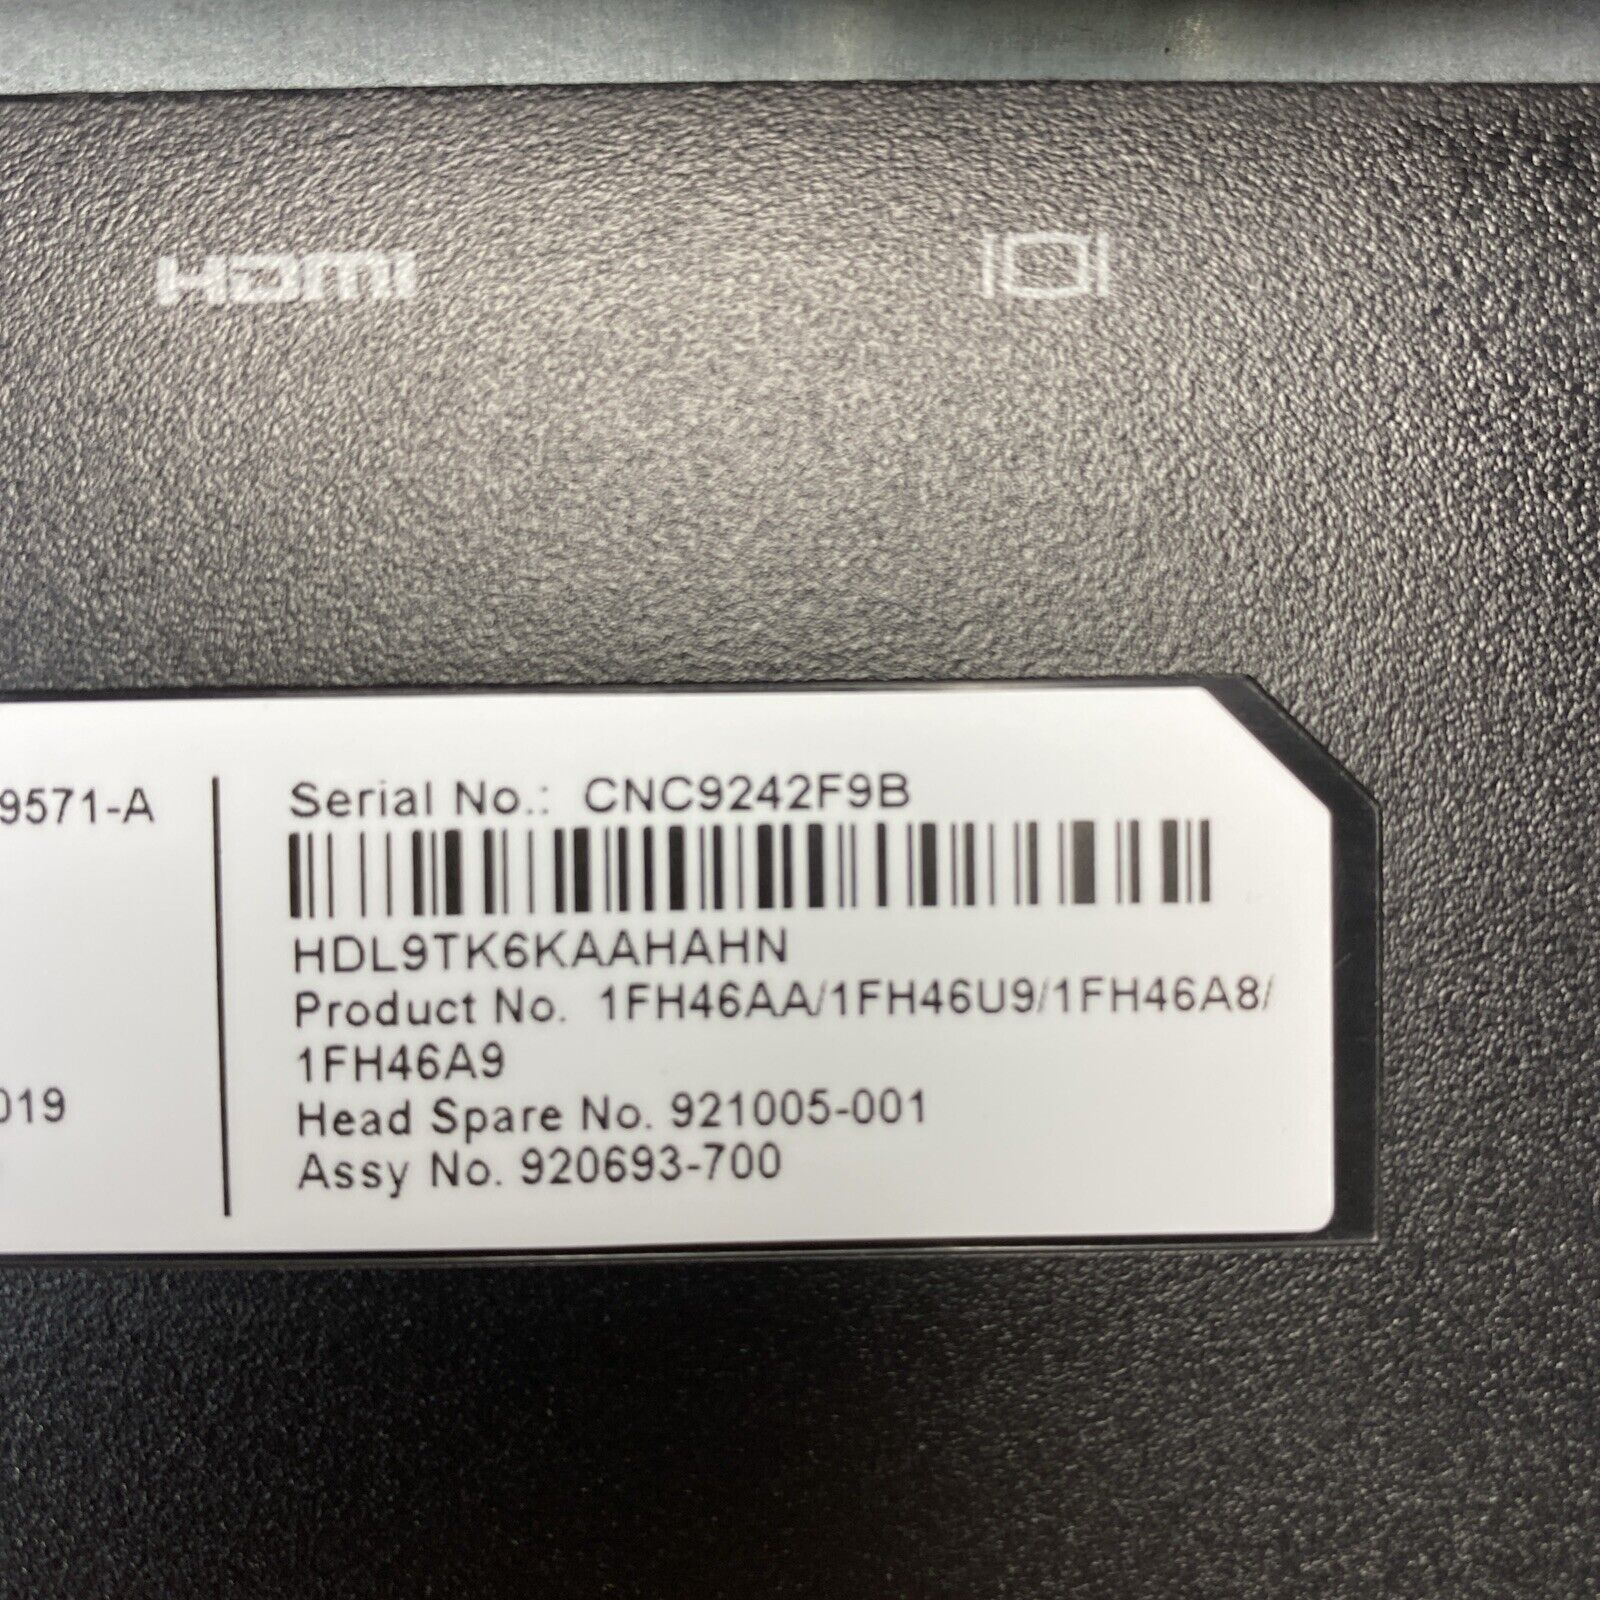 HDMI
9571-A
Serial No.: CNC9242F9B
HDL9TK6KAAHAHN
Product No. 1FH46AA/1FH46U9/1FH46A8/
1FH46A9
019
Head Spare No. 921005-001
Assy No. 920693-700